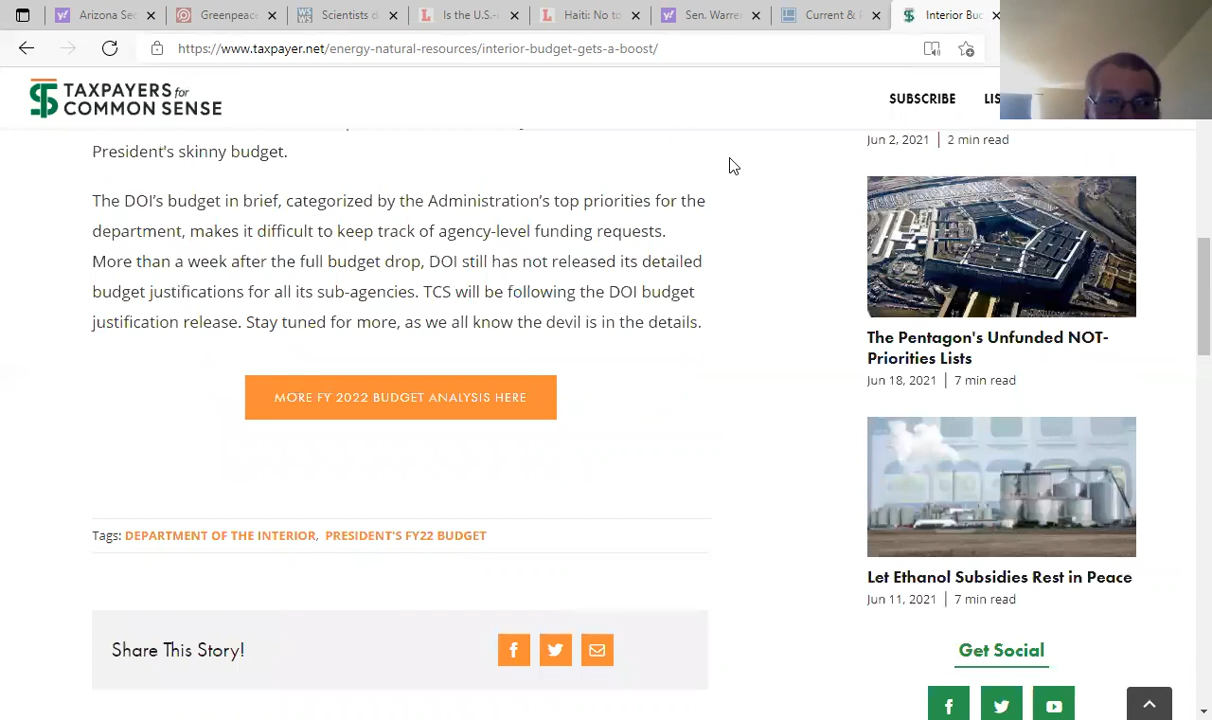 Arizona Sec
Greenpeace
Scientists d
Is the U.S.-
Haiti: No to
Sen. Warre
Current &
Interior Bud
https://www.taxpayer.net/energy-natural-resources/interior-budget-gets-a-boost/
TAXPAYERS for
COMMON SENSE
SUBSCRIBE
President's skinny budget.
The DOI's budget in brief, categorized by the Administration's top priorities for the
department, makes it difficult to keep track of agency-level funding requests.
More than a week after the full budget drop, DOI still has not released its detailed
budget justifications for all its sub-agencies. TCS will be following the DOI budget
justification release. Stay tuned for more, as we all know the devil is in the details.
MORE FY 2022 BUDGET ANALYSIS HERE
Tags: DEPARTMENT OF THE INTERIOR, PRESIDENT'S FY22 BUDGET
Share This Story!
Jun 2, 2021 | 2 min read
The Pentagon's Unfunded NOT-
Priorities Lists
Jun 18, 2021 | 7 min read
Let Ethanol Subsidies Rest in Peace
Jun 11, 2021 | 7 min read
Get Social